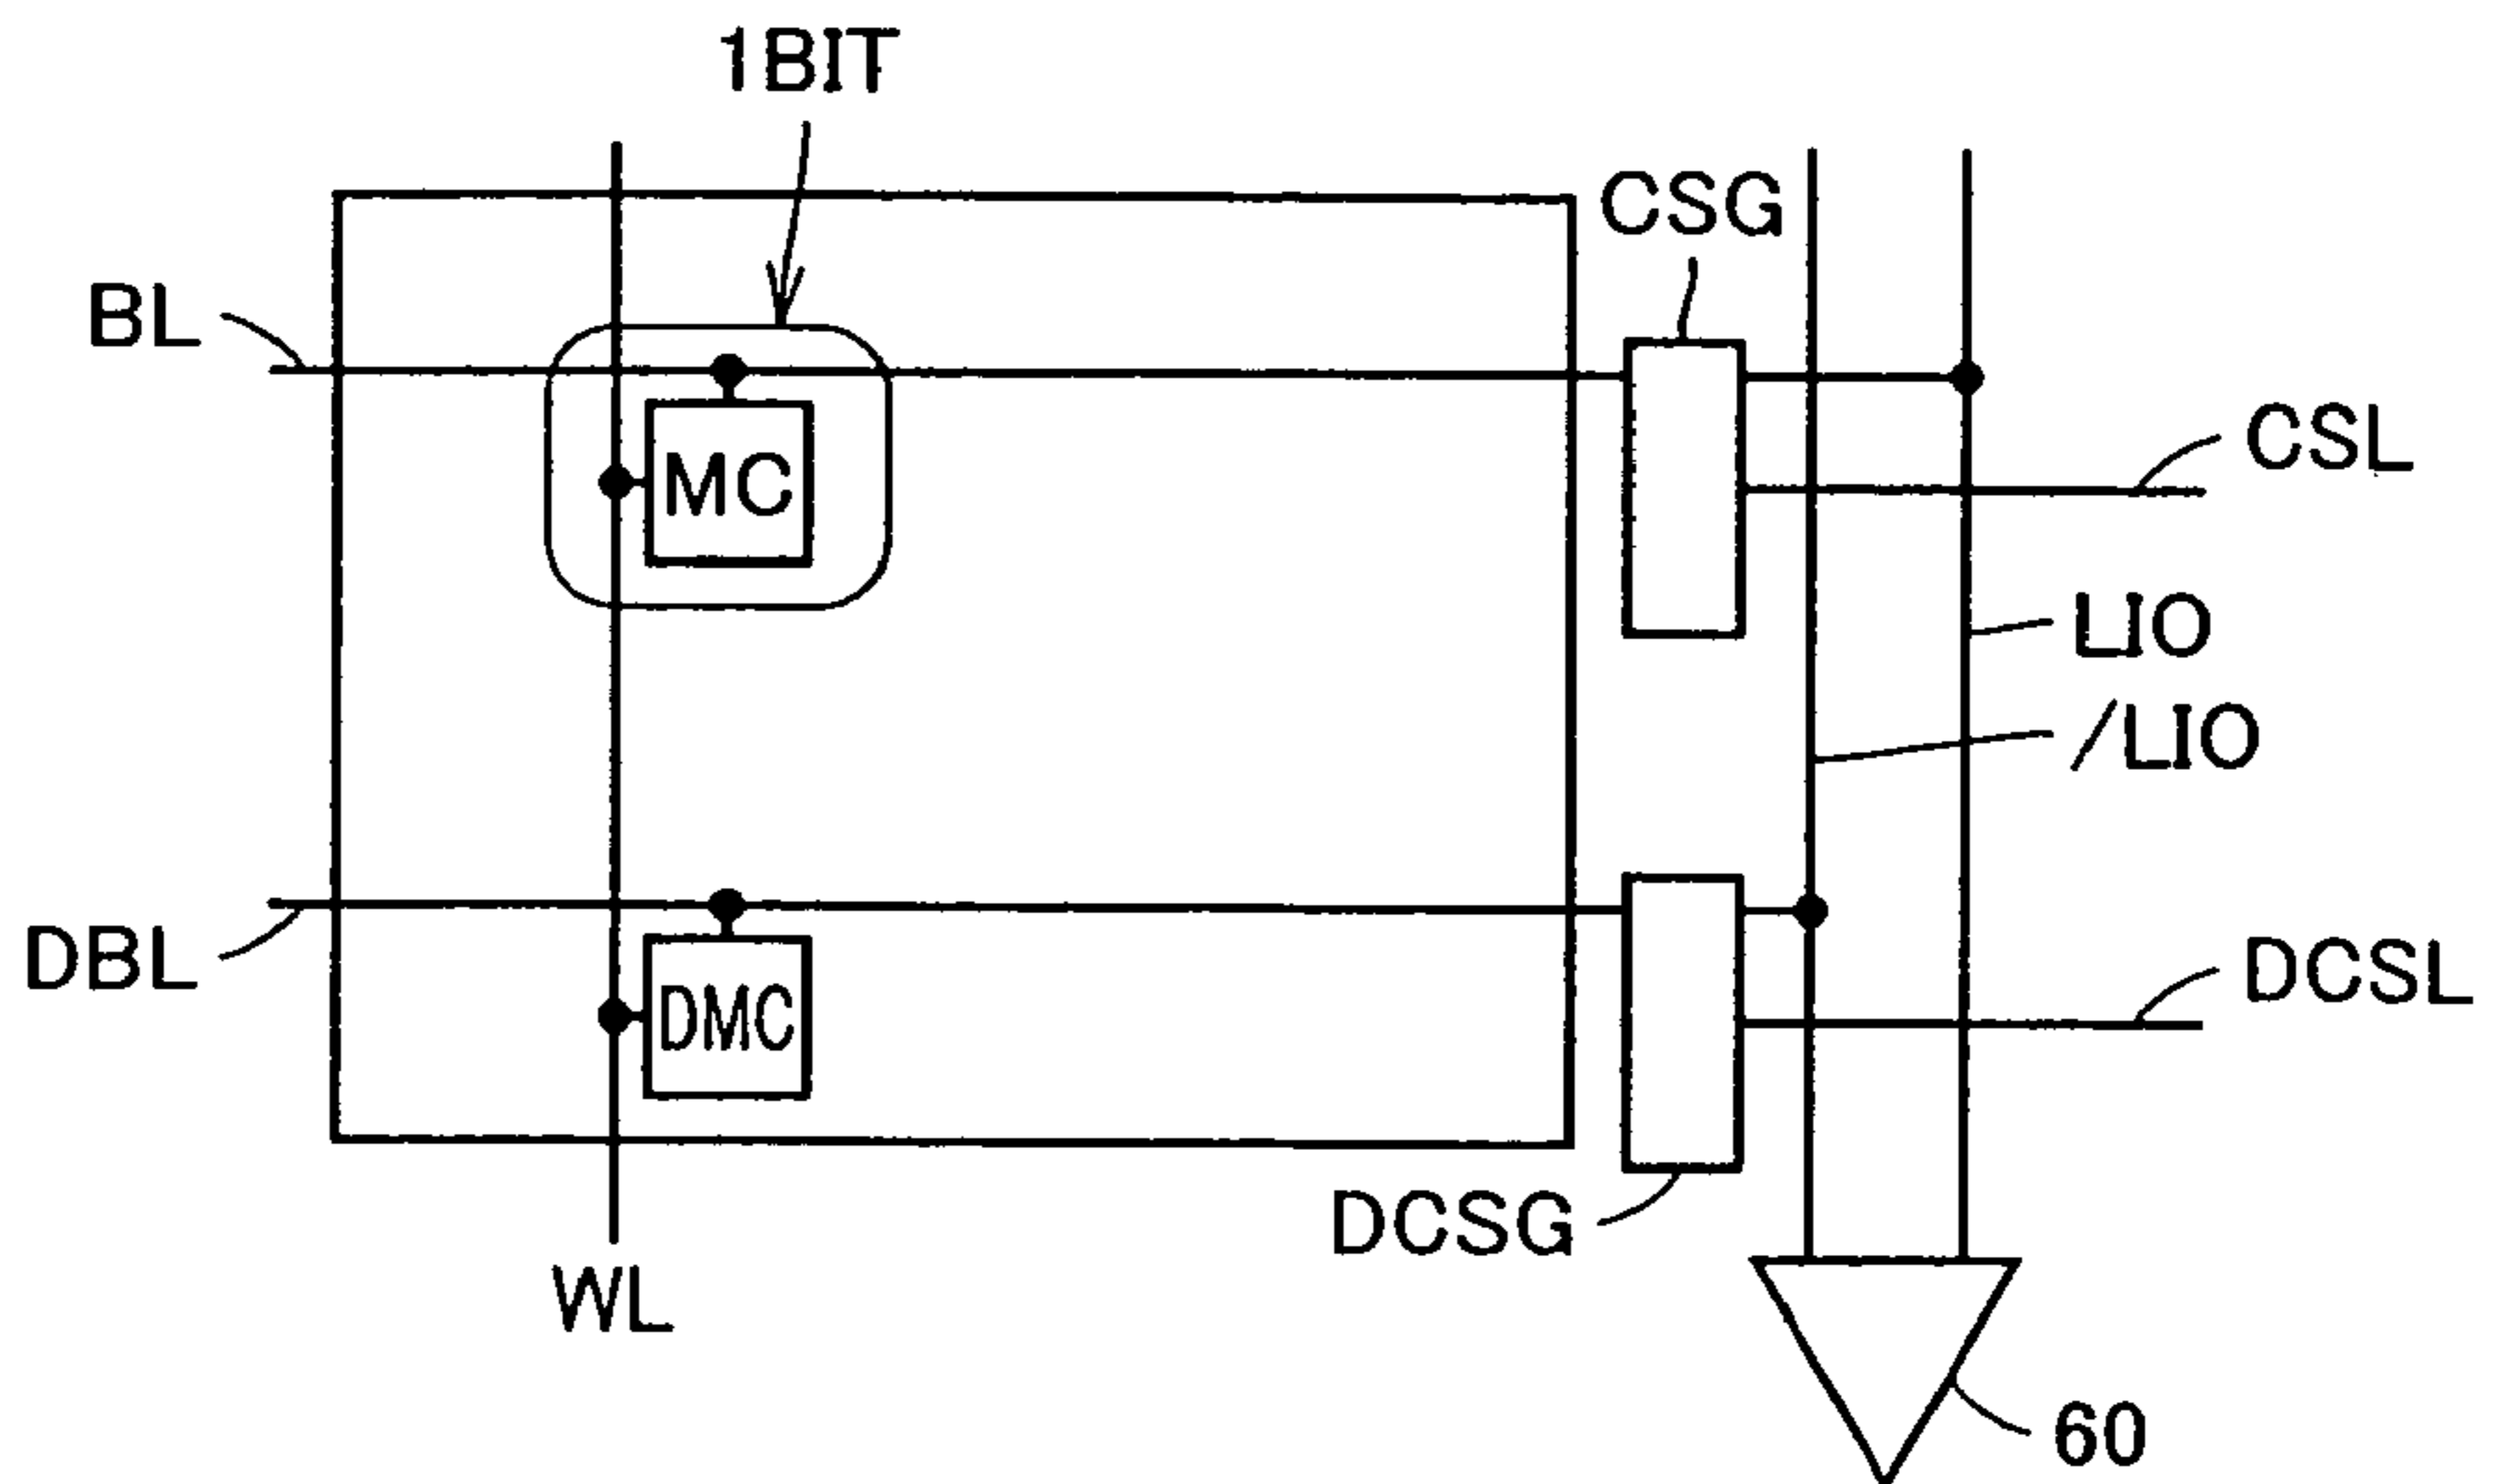 1BIT
CSG
BL
CSL
MC
LIO
/LIO
DBL
DCSL
DMC
DCSG
WL
60